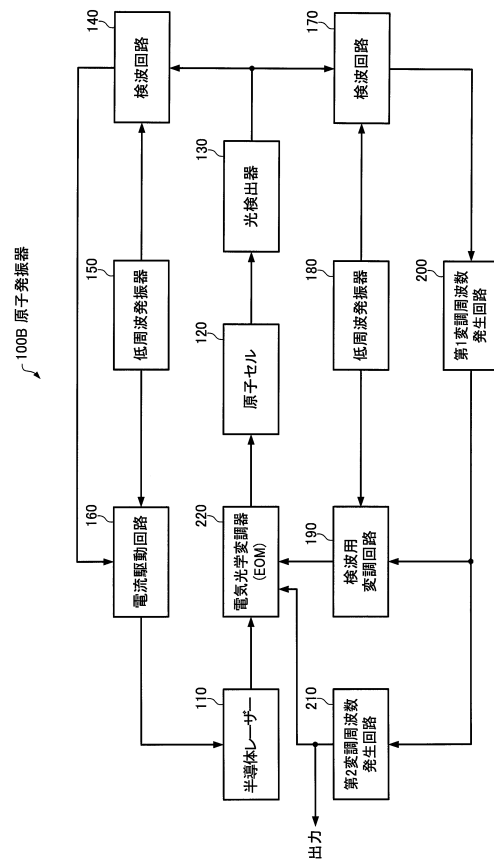 100B 原子発振器
140
検波回路
150
低周波発振器
160
電流駆動回路
130
光検出器
120
原子セル
220
電気光学変調器
(EOM)
110
半導体レーザー
170
検波回路
180
低周波発振器
190
検波用
変調回路
200
第1変調周波数
発生回路
210
第2変調周波数
発生回路
出力